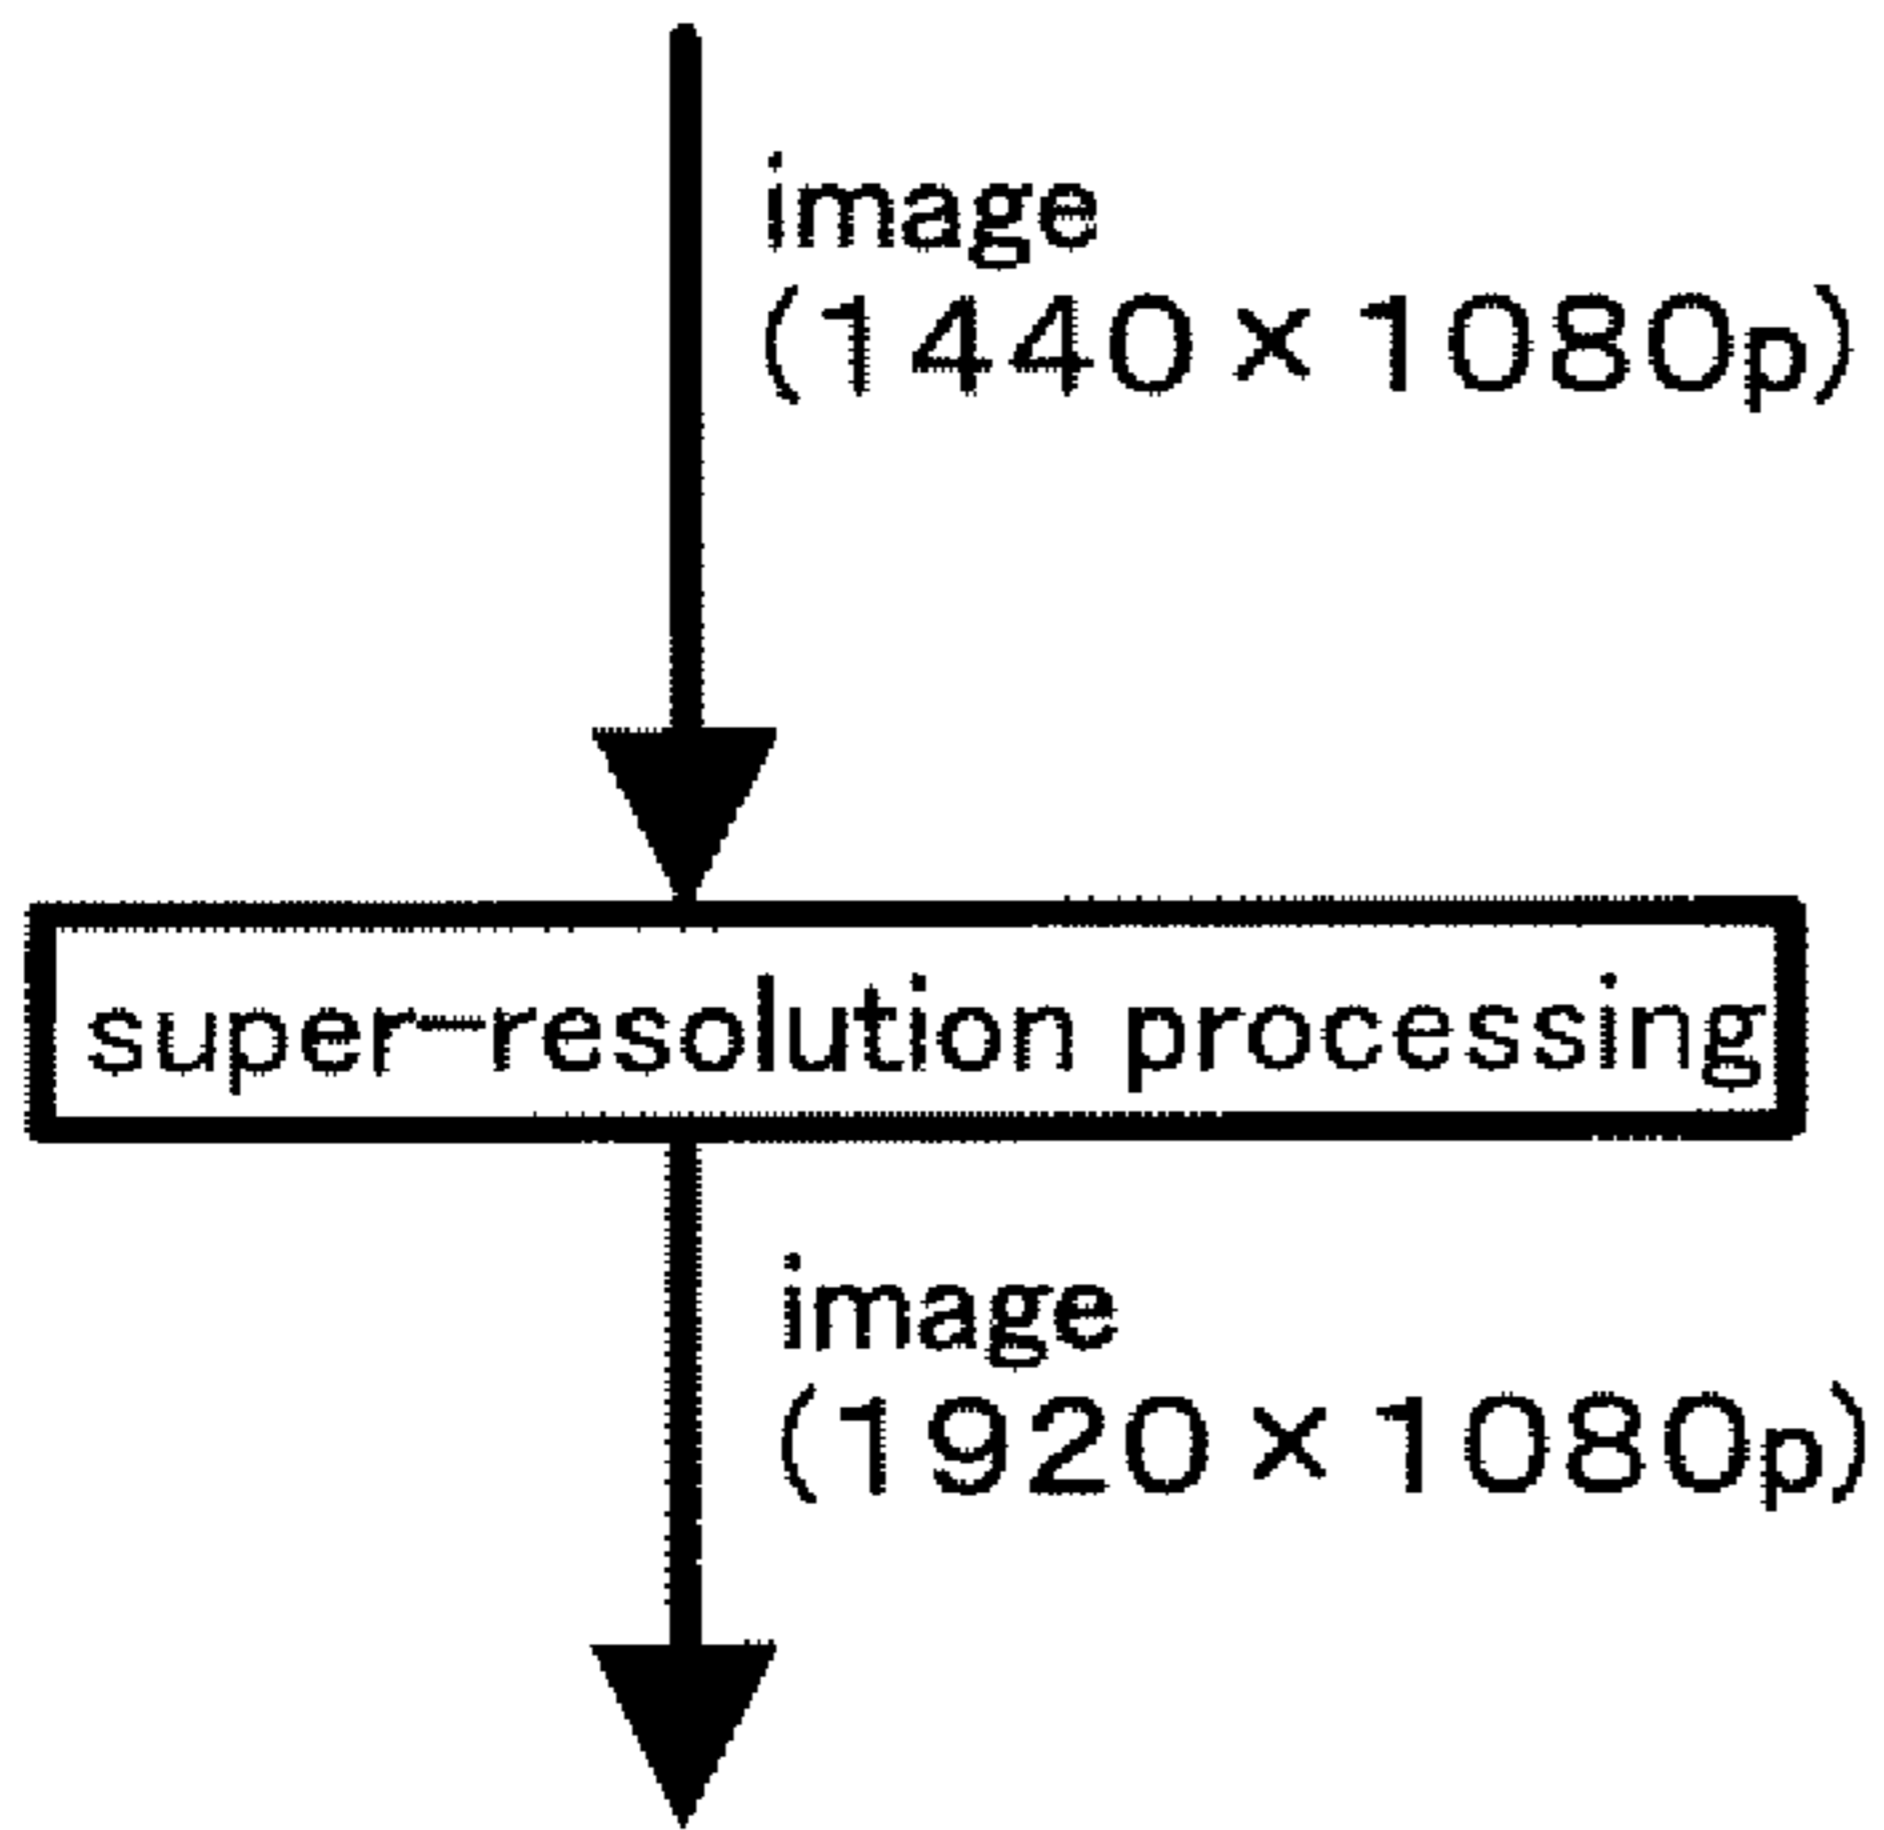 image
(1440×1080p)
super-resolution processing
image
(1920×1080p)